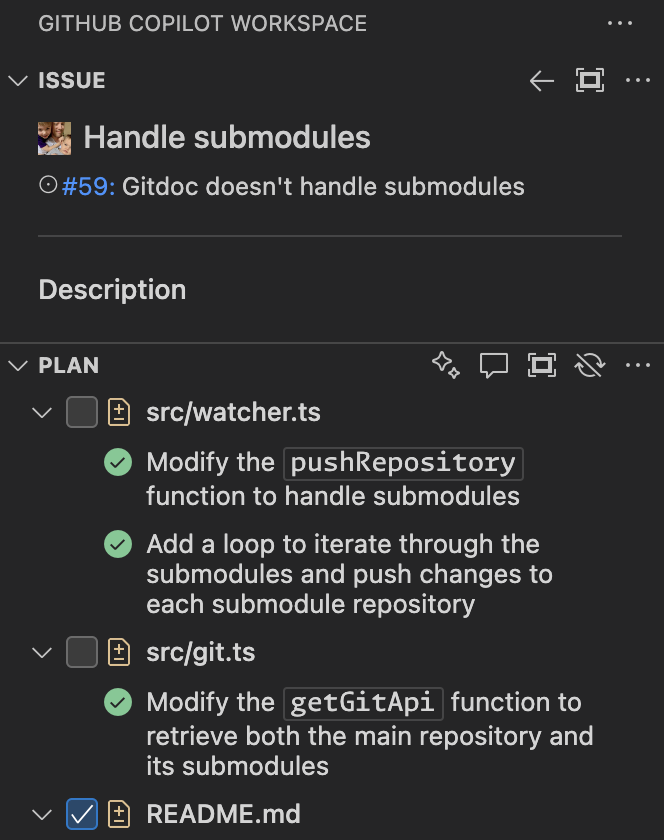 GITHUB COPILOT WORKSPACE
ISSUE
Handle submodules
#59: Gitdoc doesn't handle submodules
Description
PLAN
src/watcher.ts
Modify the pushRepository
function to handle submodules
Add a loop to iterate through the
submodules and push changes to
each submodule repository
src/git.ts
Modify the getGitApi function to
retrieve both the main repository and
its submodules
README.md